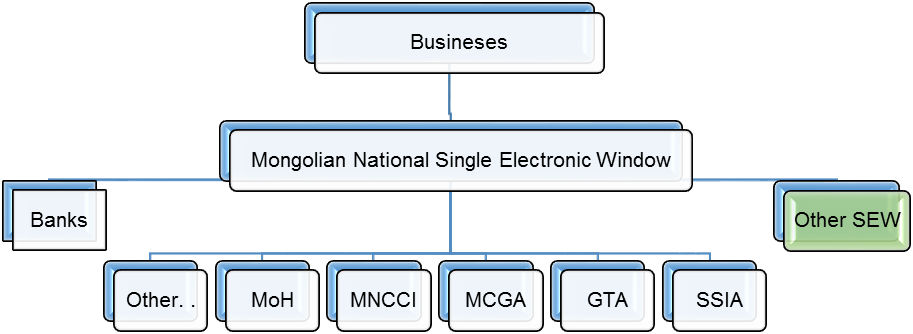 Busineses
Mongolian National Single Electronic Window
Banks
Other SEW
Other. .
MoH
MNCCI
MCGA
GTA
SSIA